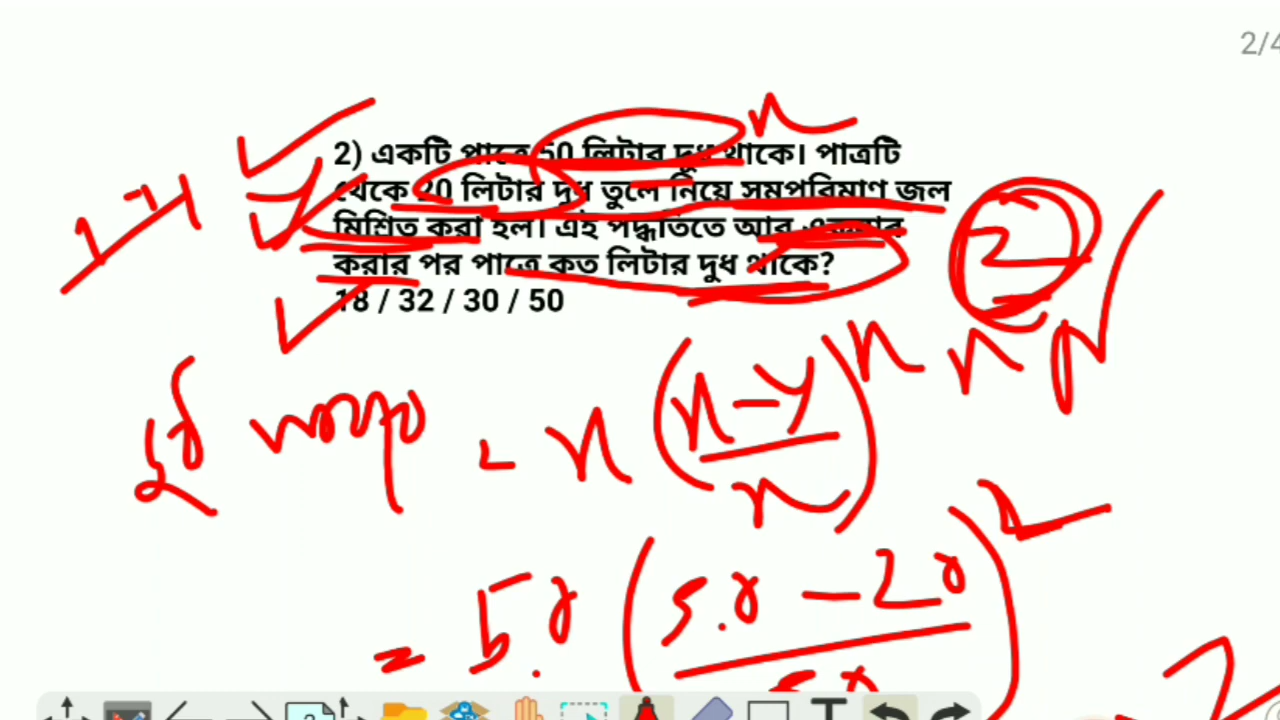 2/4
2) একটি পাত্রে 50 লিটার দুধ থাকে। পাত্রটি
থেকে 20 লিটার দুধ তুলে নিয়ে সমপরিমাণ জল
মিশ্রিত করা হল। এই পদ্ধতিতে আর একবার
করার পর পাত্রে কত লিটার দুধ থাকে?
18 / 32 / 30 / 50
2
= x (x-y / x)^n
= 50 (50-20 / 50)^2